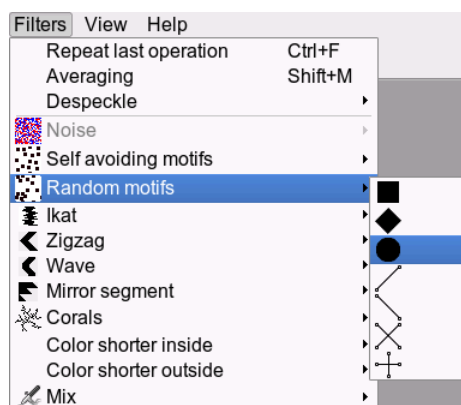 Filters View Help
Repeat last operation Ctrl+F
Averaging Shift+M
Despeckle
Noise
Self avoiding motifs
Random motifs
Ikat
Zigzag
Wave
Mirror segment
Corals
Color shorter inside
Color shorter outside
Mix